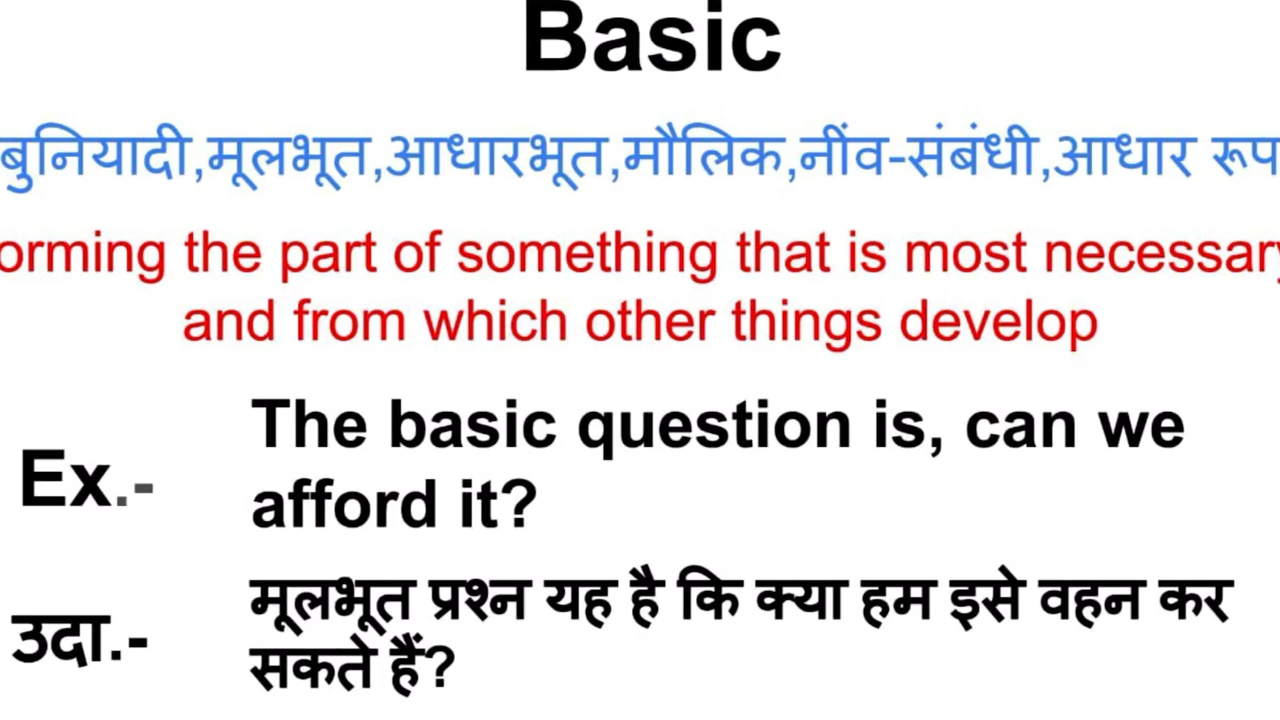 Basic
बुनियादी,मूलभूत,आधारभूत,मौलिक,नींव-संबंधी,आधार रूप
orming the part of something that is most necessary
and from which other things develop
Ex.-
The basic question is, can we
afford it?
उदा.-
मूलभूत प्रश्न यह है कि क्या हम इसे वहन कर
सकते हैं?